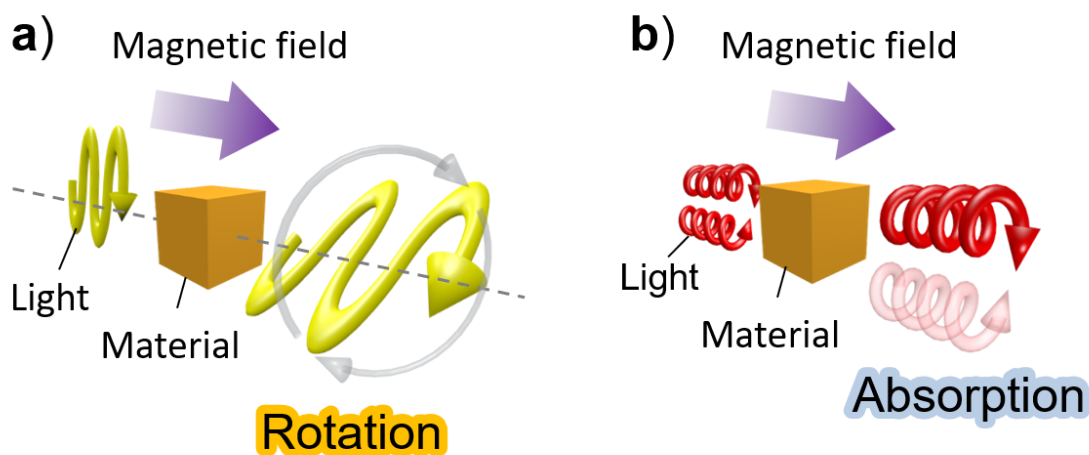 a)
Magnetic field
Light
Material
Rotation
b)
Magnetic field
Light
Material
Absorption